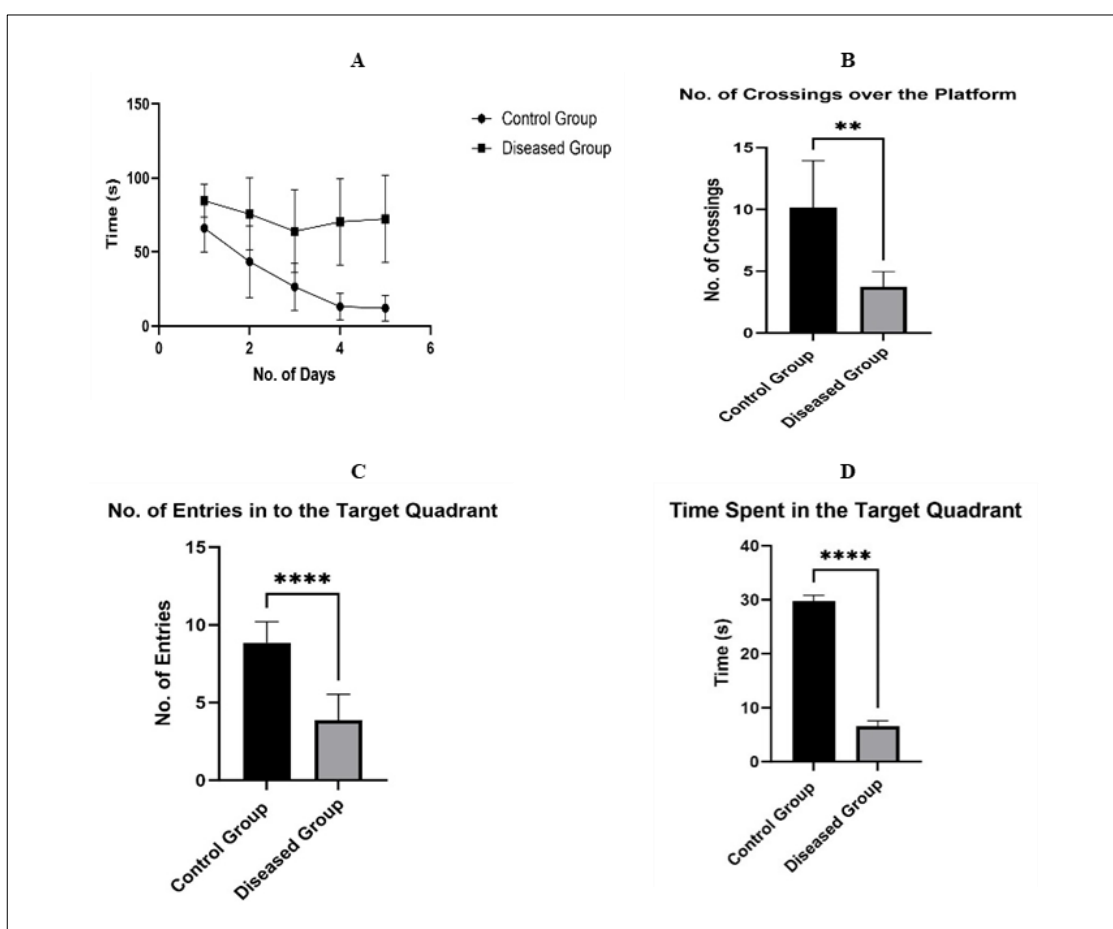 A
150
100
50
0
Time (s)
0 2 4 6
No. of Days
Control Group
Diseased Group
B
No. of Crossings over the Platform
**
15
10
5
0
No. of Crossings
Control Group
Diseased Group
C
No. of Entries in to the Target Quadrant
****
15
10
5
0
No. of Entries
Control Group
Diseased Group
D
Time Spent in the Target Quadrant
****
40
30
20
10
0
Time (s)
Control Group
Diseased Group